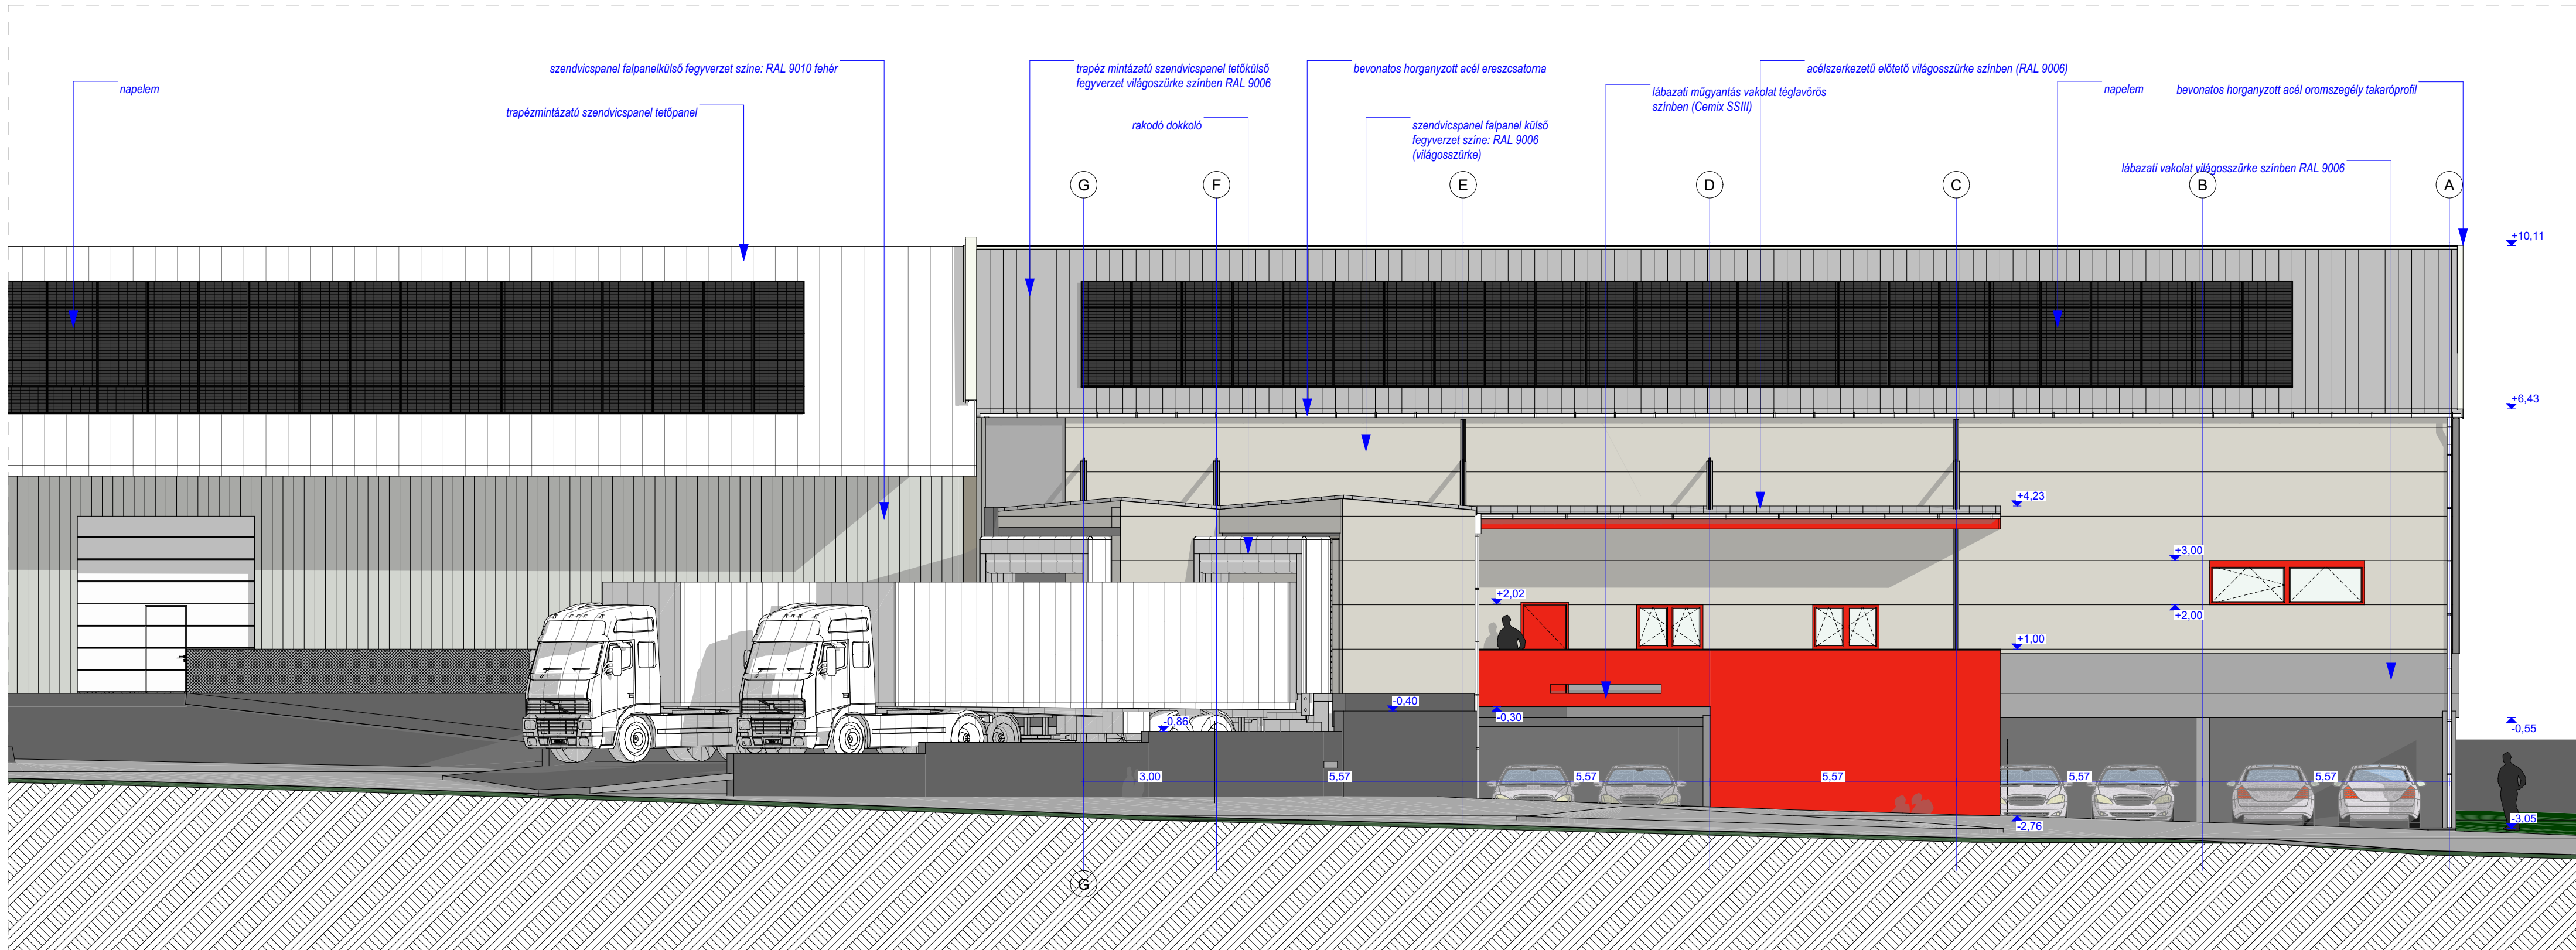 napelem
szendvicspanel falpanelkülső fegyverzet színe: RAL 9010 fehér
trapézmintázatú szendvicspanel tetőpanel
trapéz mintázatú szendvicspanel tetőkülső
fegyverzet világoszürke színben RAL 9006
rakodó dokkoló
bevonatos horganyzott acél ereszcsatorna
szendvicspanel falpanel külső
fegyverzet színe: RAL 9006
(világosszürke)
lábazati műgyantás vakolat téglavörös
színben (Cemix SSIII)
acélszerkezetű előtető világosszürke színben (RAL 9006)
napelem
bevonatos horganyzott acél oromszegély takaróprofil
lábazati vakolat világosszürke színben RAL 9006
G
F
E
D
C
B
A
+10,11
+6,43
+4,23
+3,00
+2,02
+2,00
+1,00
-0,40
-0,30
-0,86
-0,55
3,00
5,57
5,57
5,57
5,57
5,57
-2,76
-3,05
G